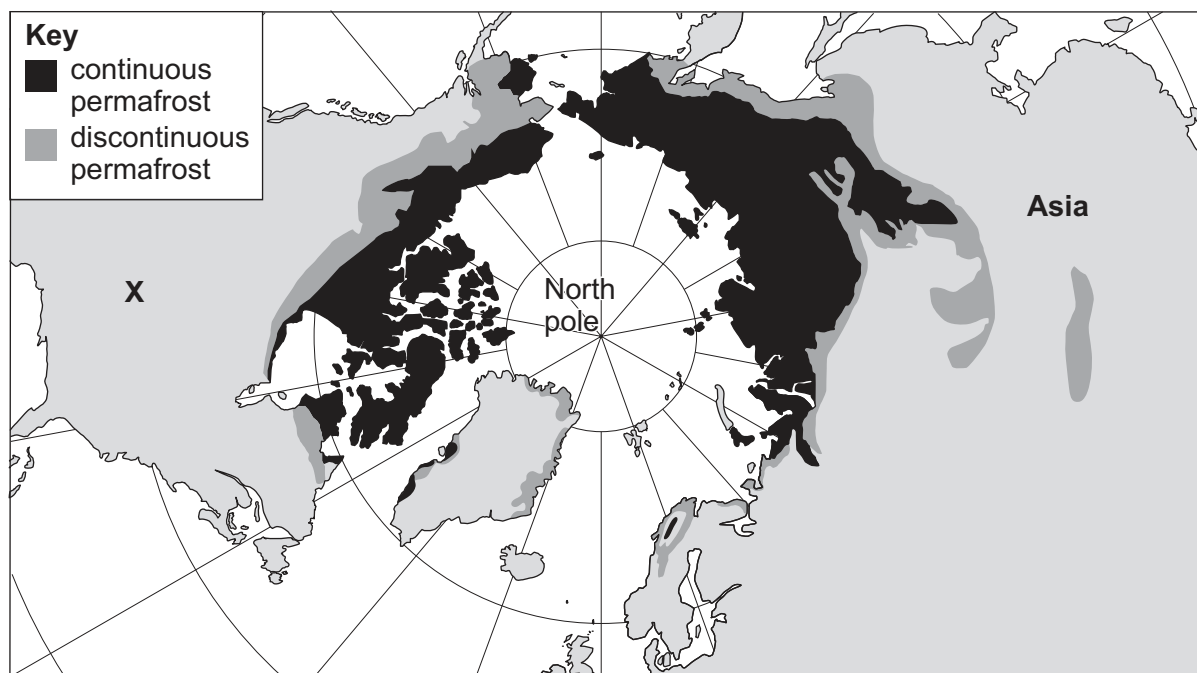 Key
continuous
permafrost
discontinuous
permafrost
Asia
X
North
pole